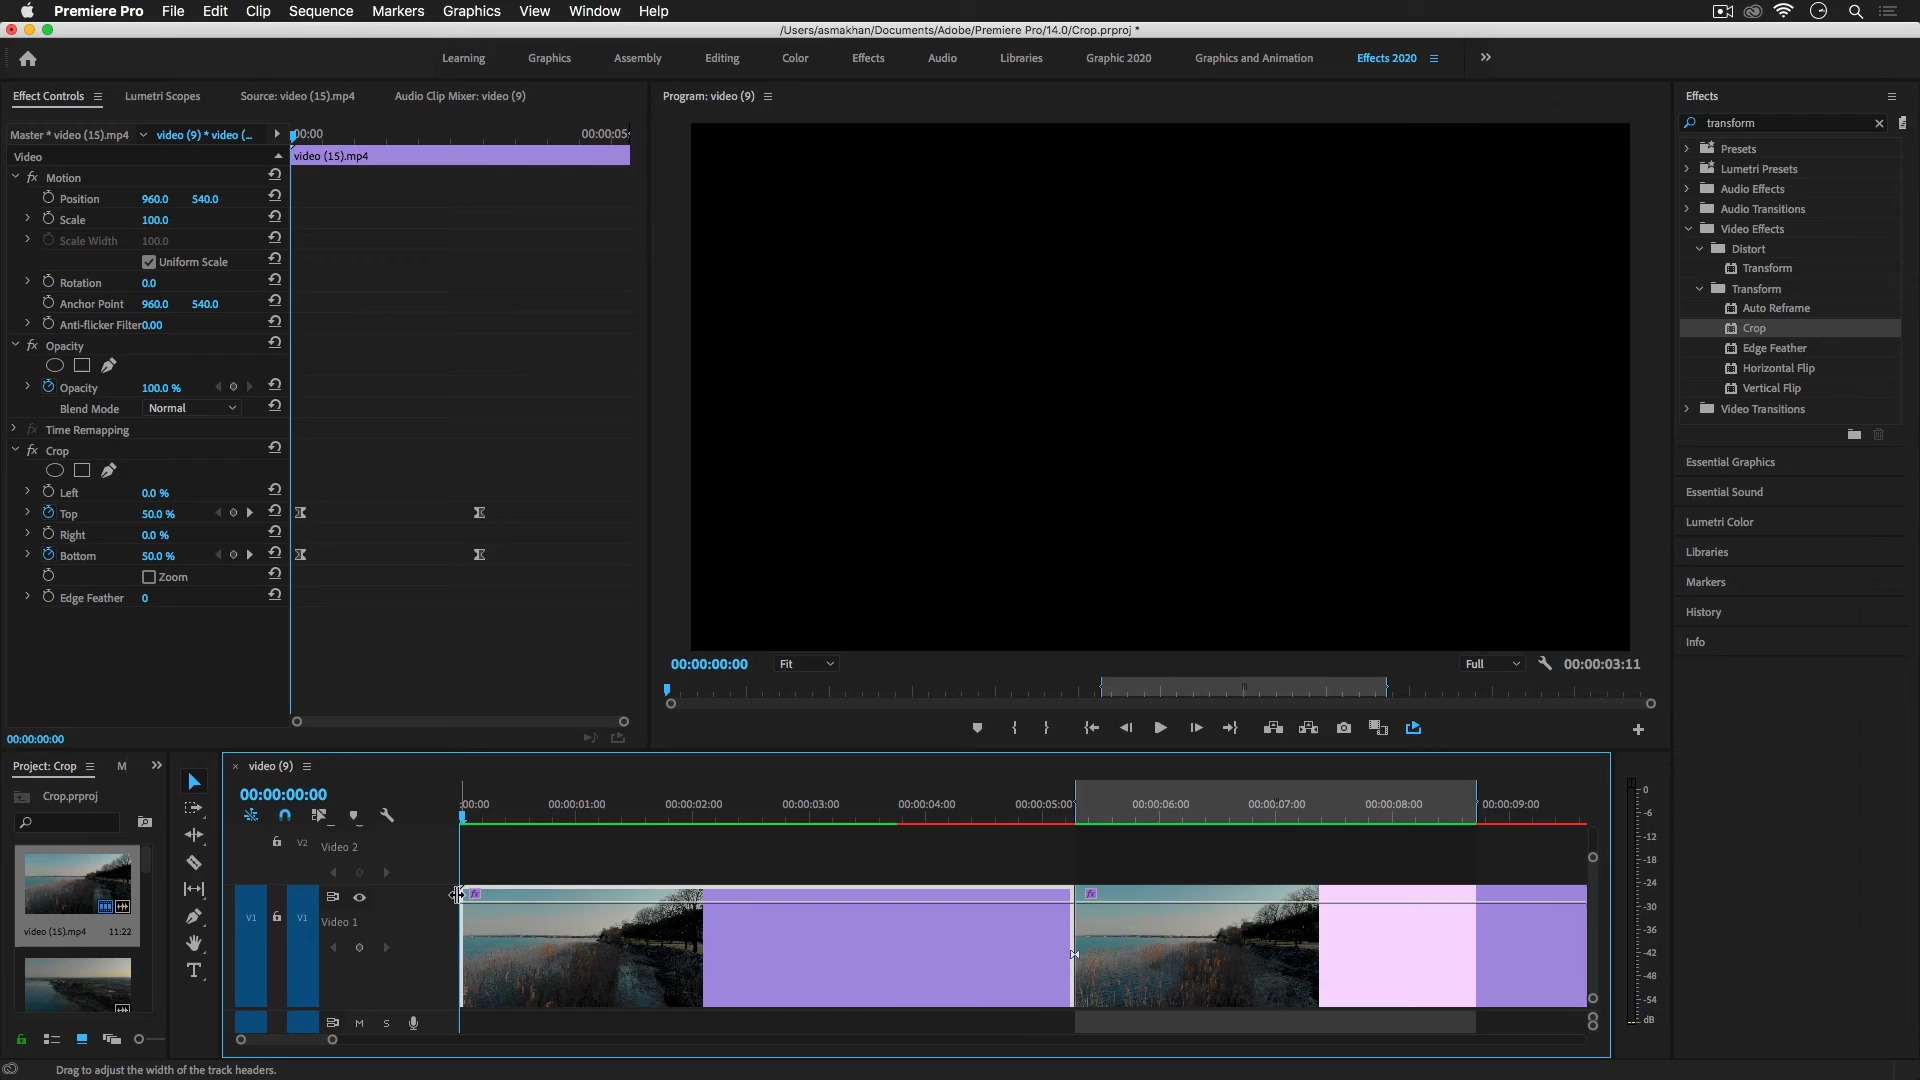 Premiere Pro File Edit Clip Sequence Markers Graphics View Window Help
/Users/asmakhan/Documents/Adobe/Premiere Pro/14.0/Crop.prproj *
Learning Graphics Assembly Editing Color Effects Audio Libraries Graphic 2020 Graphics and Animation Effects 2020
Effect Controls Lumetri Scopes Source: video (15).mp4 Audio Clip Mixer: video (9)
Master * video (15).mp4 video (9) * video (...
:00:00 00:00:05:
Video
video (15).mp4
fx Motion
Position 960.0 540.0
Scale 100.0
Scale Width 100.0
Uniform Scale
Rotation 0.0
Anchor Point 960.0 540.0
Anti-flicker Filter 0.00
fx Opacity
Opacity 100.0 %
Blend Mode Normal
fx Time Remapping
fx Crop
Left 0.0 %
Top 50.0 %
Right 0.0 %
Bottom 50.0 %
Zoom
Edge Feather 0
00:00:00:00
Program: video (9)
00:00:00:00 Fit Full 00:00:03:11
Effects
transform
Presets
Lumetri Presets
Audio Effects
Audio Transitions
Video Effects
Distort
Transform
Transform
Auto Reframe
Crop
Edge Feather
Horizontal Flip
Vertical Flip
Video Transitions
Essential Graphics
Essential Sound
Lumetri Color
Libraries
Markers
History
Info
Project: Crop M
Crop.prproj
video (15).mp4 11:22
× video (9)
00:00:00:00
:00:00 00:00:01:00 00:00:02:00 00:00:03:00 00:00:04:00 00:00:05:00 00:00:06:00 00:00:07:00 00:00:08:00 00:00:09:00
V2 Video 2
fx fx
V1 V1 Video 1
M S
T
0
-6
-12
-18
-24
-30
-36
-42
-48
-54
dB
Drag to adjust the width of the track headers.